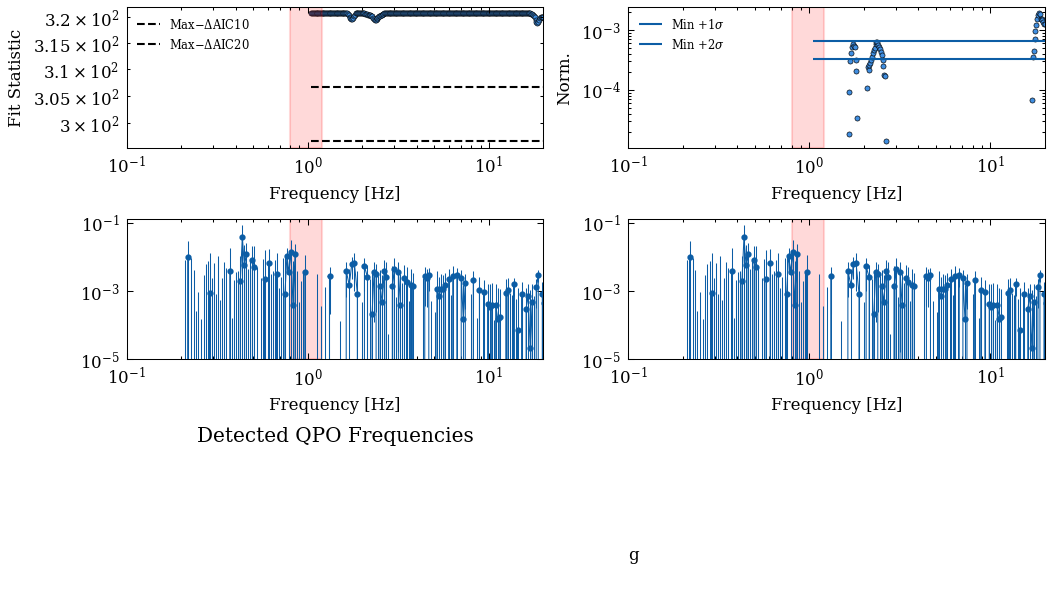 Fit Statistic
3.2 × 10²
3.15 × 10²
3.1 × 10²
3.05 × 10²
3 × 10²
Max−ΔAIC10
Max−ΔAIC20
10⁻¹ 10⁰ 10¹
Frequency [Hz]
Norm.
10⁻³
10⁻⁴
Min +1σ
Min +2σ
10⁻¹ 10⁰ 10¹
Frequency [Hz]
10⁻¹
10⁻³
10⁻⁵
10⁻¹ 10⁰ 10¹
Frequency [Hz]
10⁻¹
10⁻³
10⁻⁵
10⁻¹ 10⁰ 10¹
Frequency [Hz]
Detected QPO Frequencies
g